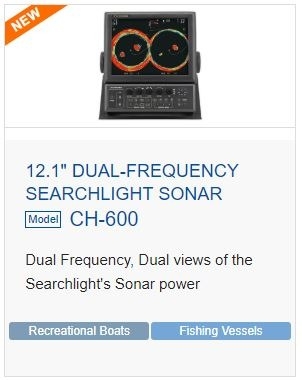 NEW
12.1" DUAL-FREQUENCY
SEARCHLIGHT SONAR
Model CH-600
Dual Frequency, Dual views of the
Searchlight's Sonar power
Recreational Boats Fishing Vessels